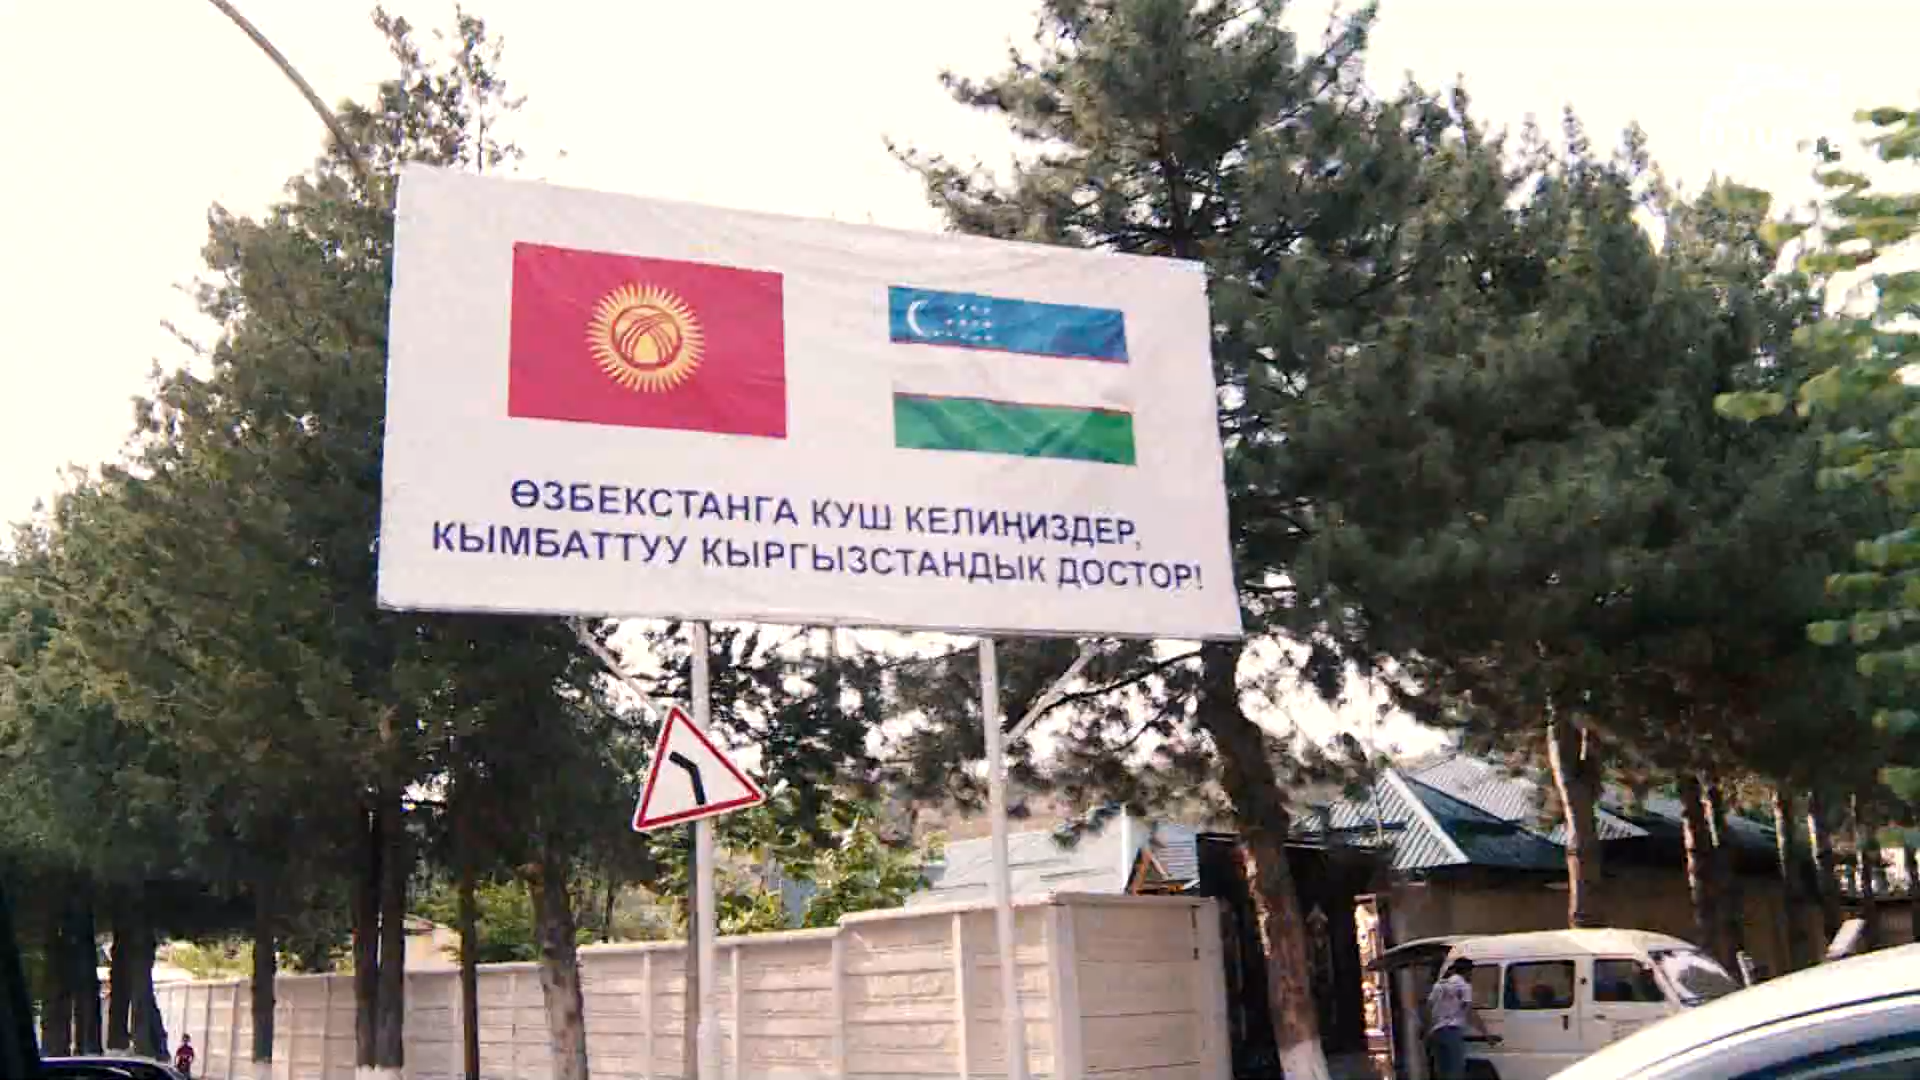 ӨЗБЕКСТАНГА КУШ КЕЛИҢИЗДЕР,
КЫМБАТТУУ КЫРГЫЗСТАНДЫК ДОСТОР!